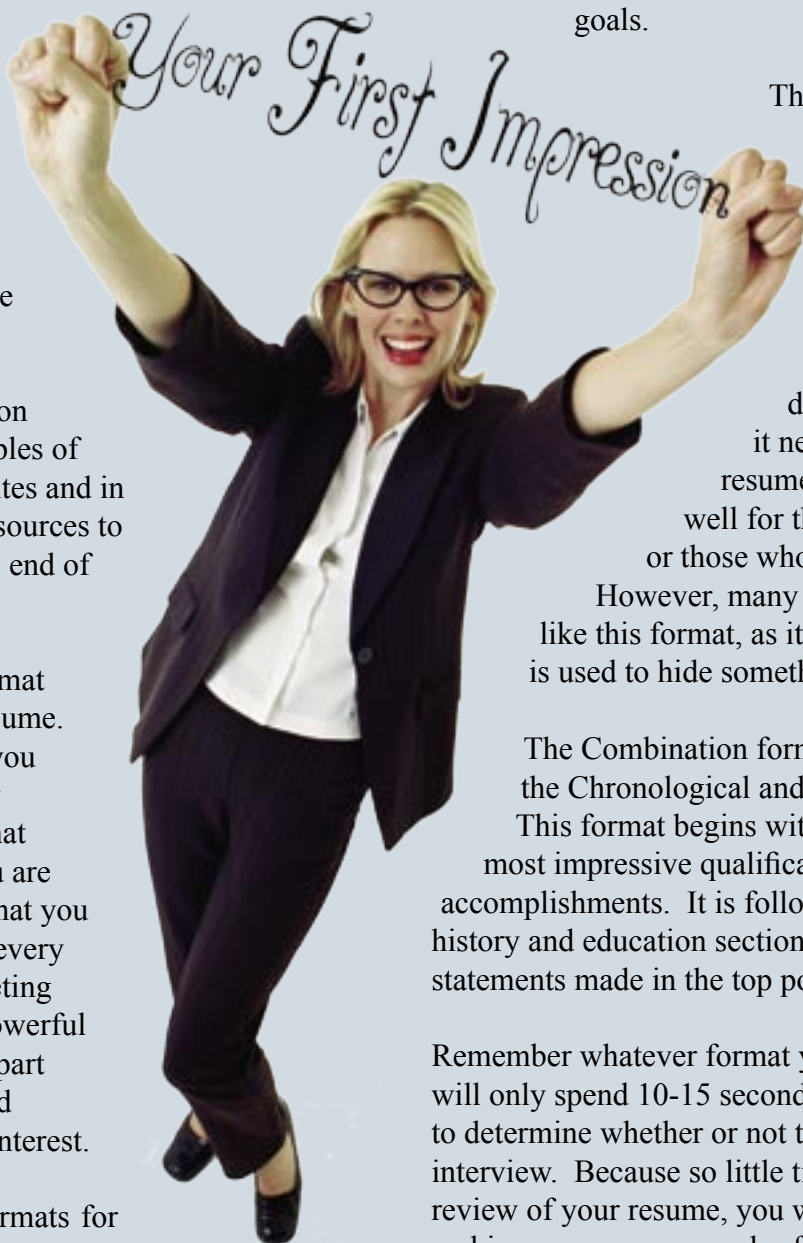 Your First Impression
e
on
ples of
tes and in
sources to
end of
mat
ume.
you
nat
u are
hat you
every
eting
owerful
part
d
nterest.
rmats for
goals.
Th
d
it ne
resume
well for th
or those who
However, many
like this format, as it
is used to hide someth
The Combination form
the Chronological and
This format begins wit
most impressive qualifica
accomplishments. It is follo
history and education section
statements made in the top po
Remember whatever format y
will only spend 10-15 second
to determine whether or not t
interview. Because so little ti
review of your resume, you w